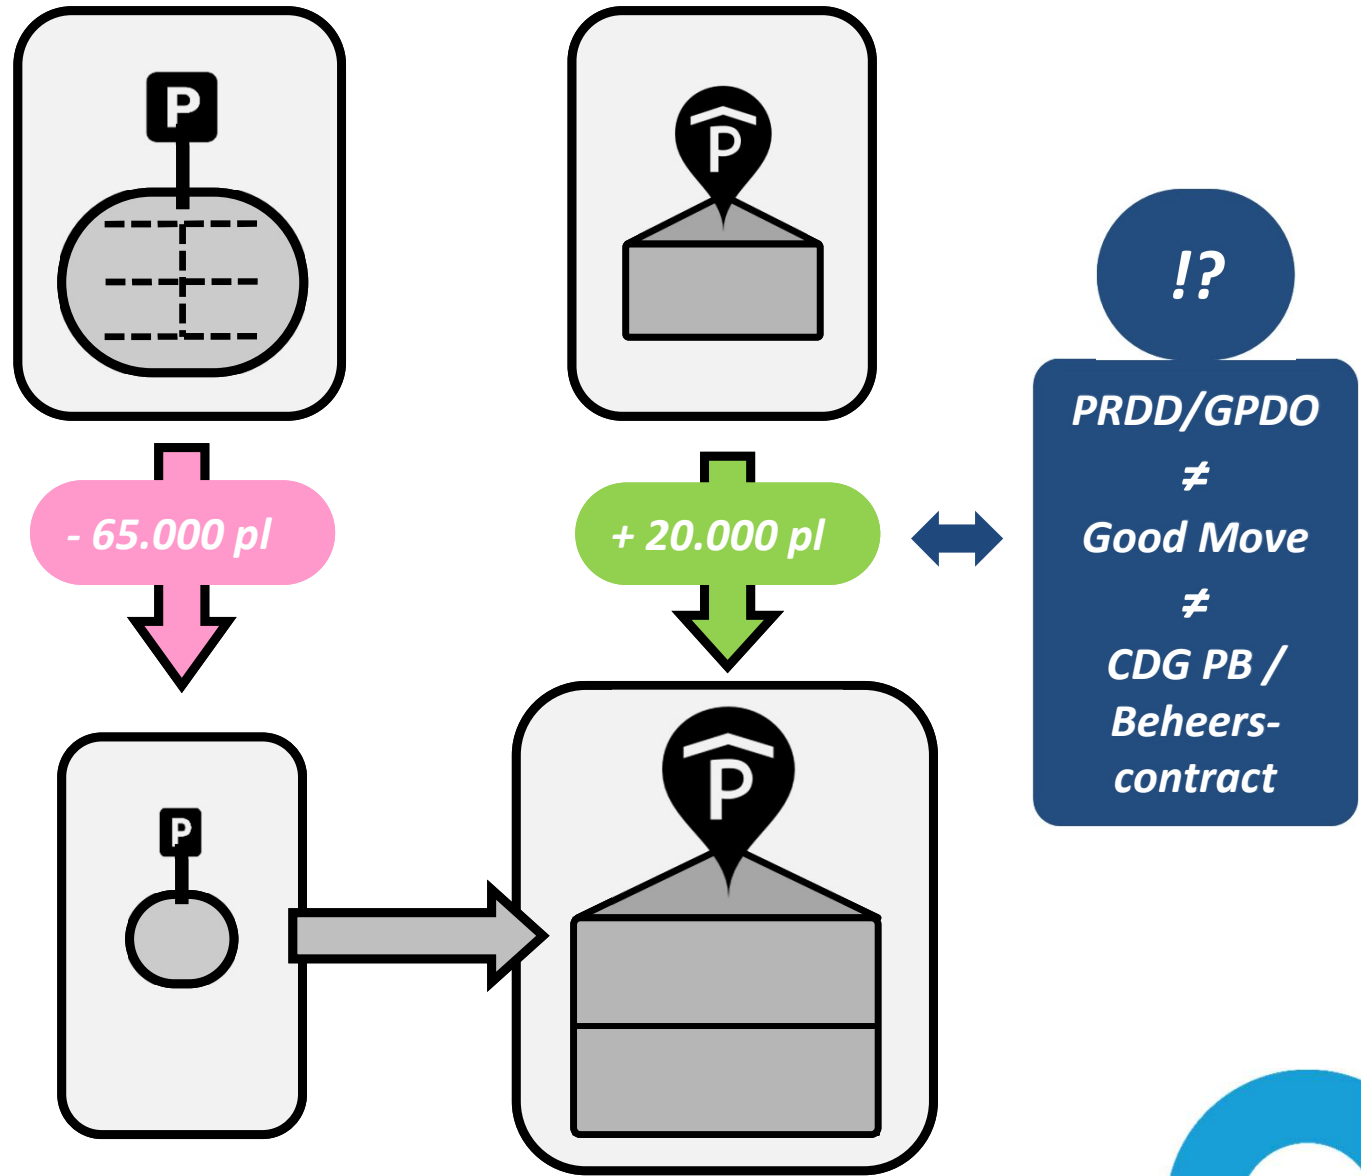 P
P
!?
PRDD/GPDO
≠
Good Move
≠
CDG PB /
Beheers-
contract
- 65.000 pl
+ 20.000 pl
P
P